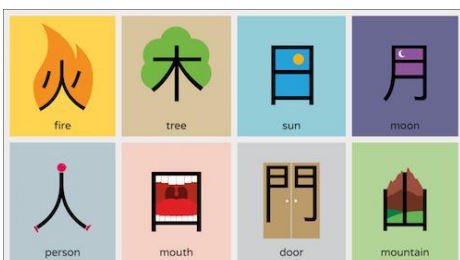 火 木 日 月
fire tree sun moon
人 口 門 山
person mouth door mountain